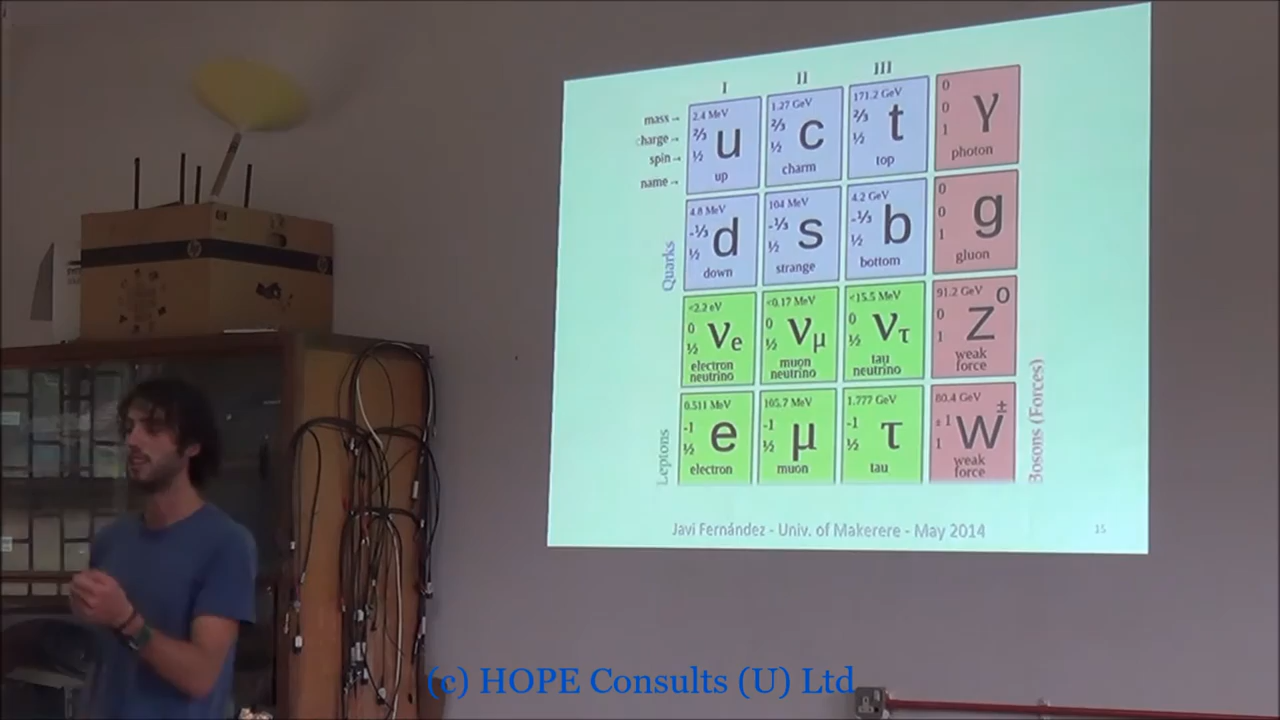 I II III
mass→
charge→
spin→
name→
2.4 MeV
⅔
½
u
up
1.27 GeV
⅔
½
c
charm
171.2 GeV
⅔
½
t
top
0
0
1
γ
photon
Quarks
4.8 MeV
-⅓
½
d
down
104 MeV
-⅓
½
s
strange
4.2 GeV
-⅓
½
b
bottom
0
0
1
g
gluon
<2.2 eV
0
½
νe
electron
neutrino
<0.17 MeV
0
½
νμ
muon
neutrino
<15.5 MeV
0
½
ντ
tau
neutrino
91.2 GeV
0
1
Z0
weak
force
Leptons
0.511 MeV
-1
½
e
electron
105.7 MeV
-1
½
μ
muon
1.777 GeV
-1
½
τ
tau
80.4 GeV
±1
1
W±
weak
force
Bosons (Forces)
Javi Fernández - Univ. of Makerere - May 2014
15
(c) HOPE Consults (U) Ltd